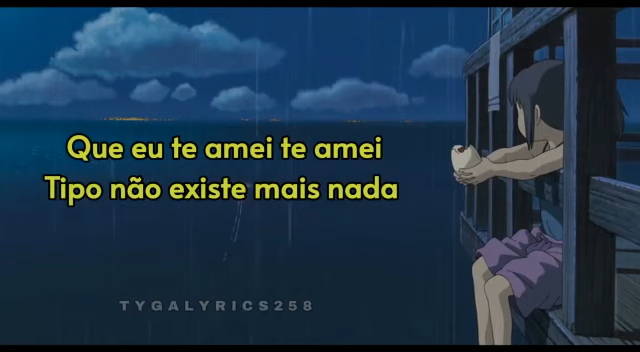 Que eu te amei te amei
Tipo não existe mais nada
TYGALYRICS258